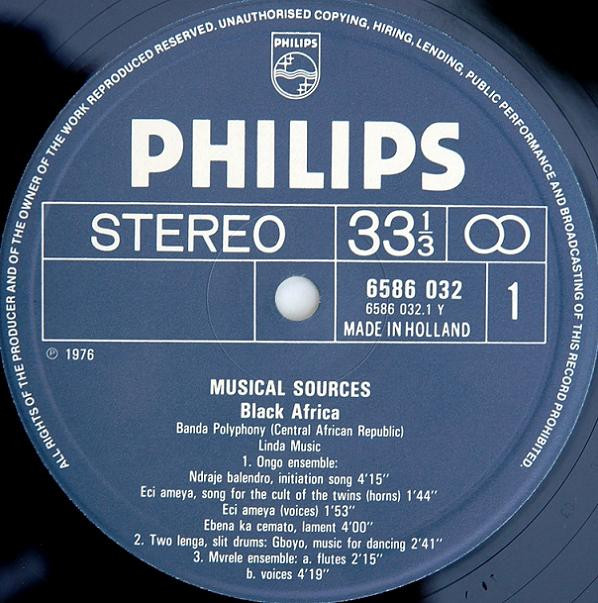 ALL RIGHTS OF THE PRODUCER AND OF THE OWNER OF THE WORK REPRODUCED RESERVED. UNAUTHORISED COPYING, HIRING, LENDING, PUBLIC PERFORMANCE AND BROADCASTING OF THIS RECORD PROHIBITED.
PHILIPS
PHILIPS
STEREO 33 1/3
6586 032
6586 032.1 Y
MADE IN HOLLAND
1
℗ 1976
MUSICAL SOURCES
Black Africa
Banda Polyphony (Central African Republic)
Linda Music
1. Ongo ensemble:
Ndraje balendro, initiation song 4'15"
Eci ameya, song for the cult of the twins (horns) 1'44"
Eci ameya (voices) 1'53"
Ebena ka cemato, lament 4'00"
2. Two lenga, slit drums: Gboyo, music for dancing 2'41"
3. Mvrele ensemble: a. flutes 2'15"
b. voices 4'19"